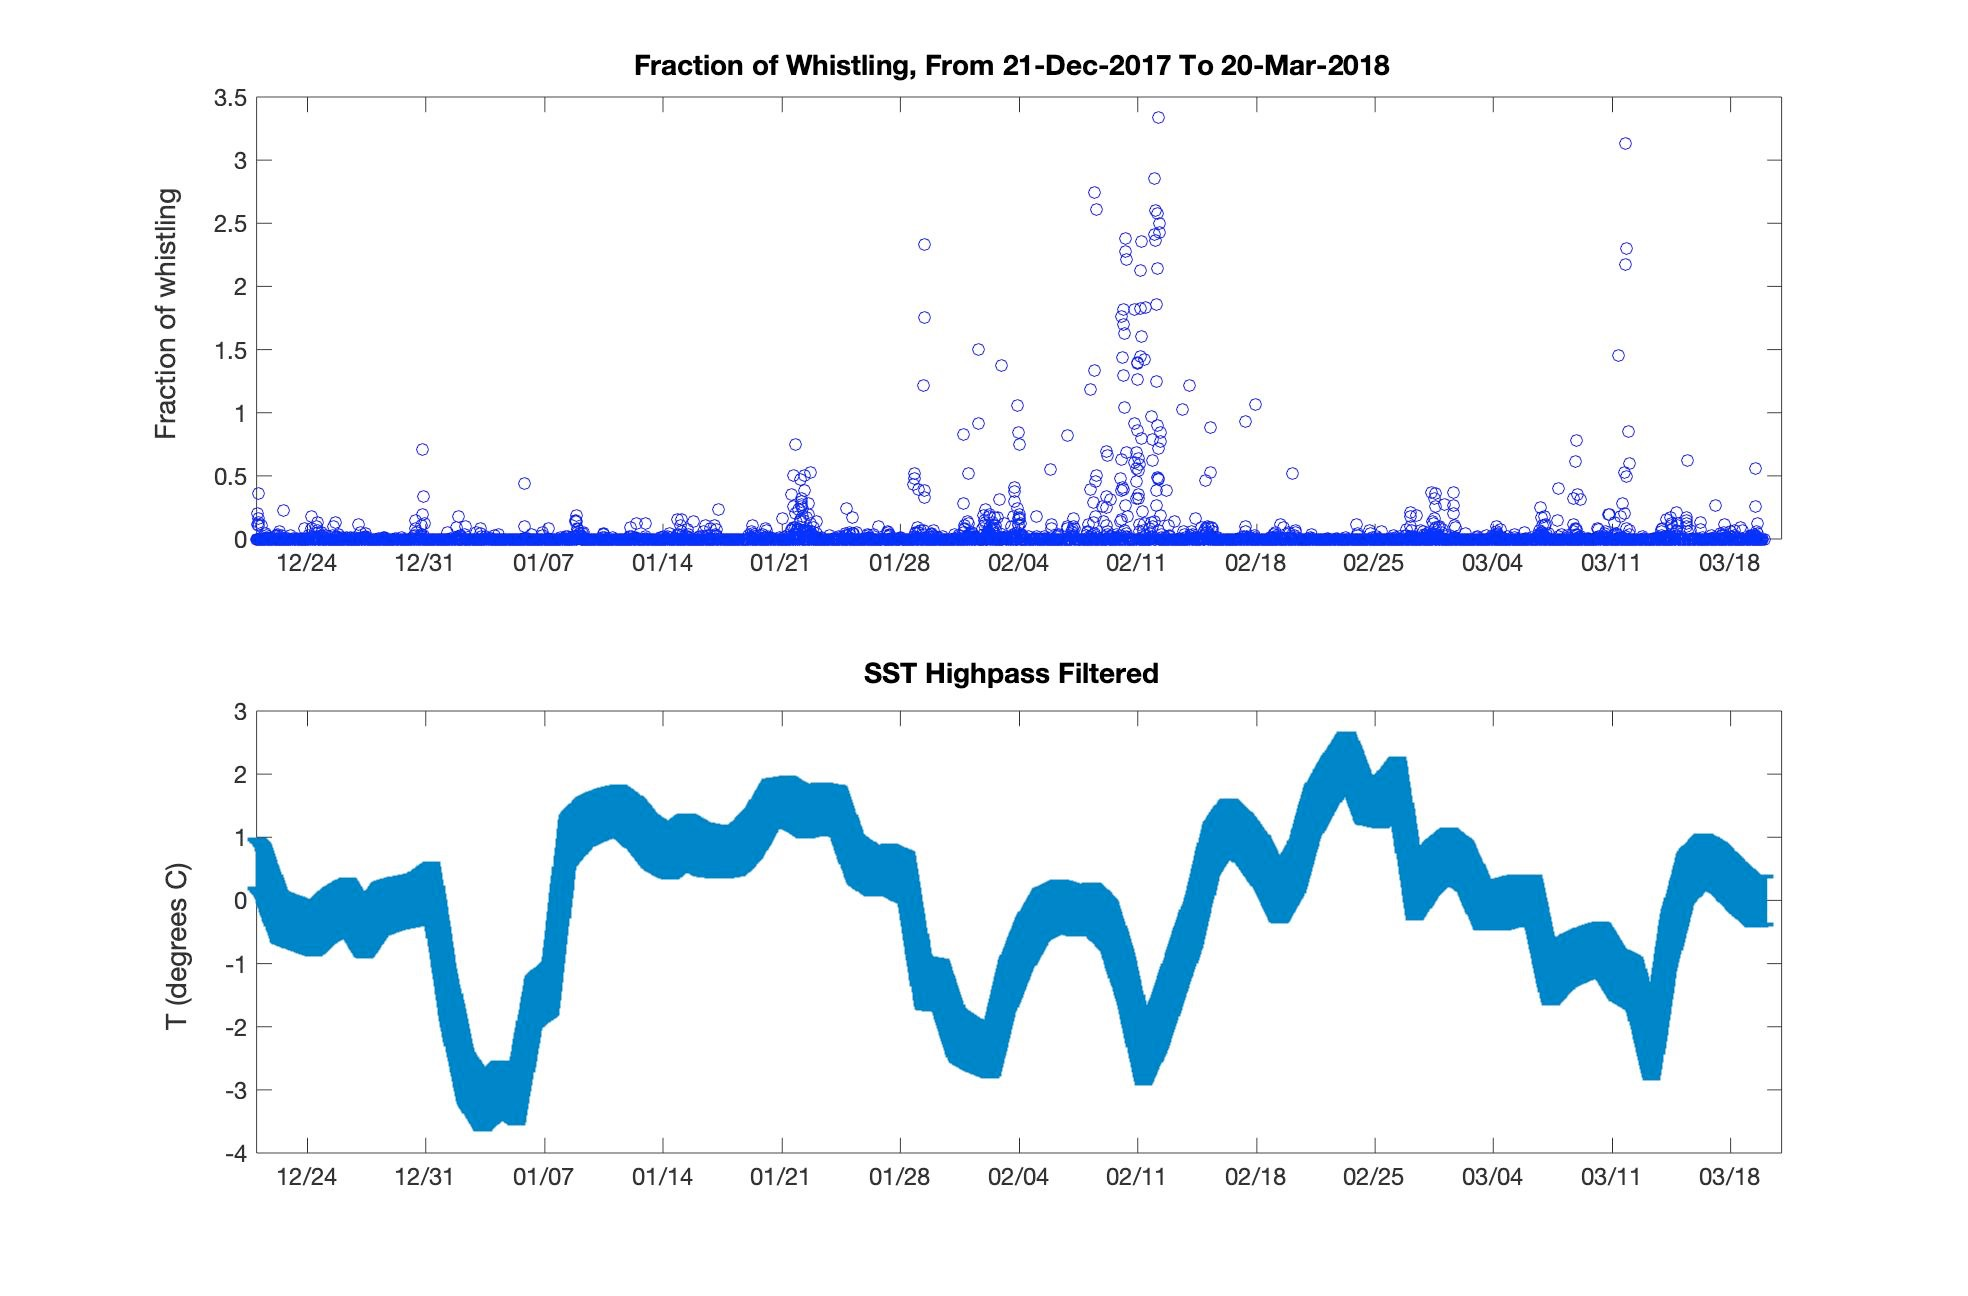 Fraction of Whistling, From 21-Dec-2017 To 20-Mar-2018
Fraction of whistling
3.5
3
2.5
2
1.5
1
0.5
0
12/24 12/31 01/07 01/14 01/21 01/28 02/04 02/11 02/18 02/25 03/04 03/11 03/18
SST Highpass Filtered
T (degrees C)
3
2
1
0
-1
-2
-3
-4
12/24 12/31 01/07 01/14 01/21 01/28 02/04 02/11 02/18 02/25 03/04 03/11 03/18